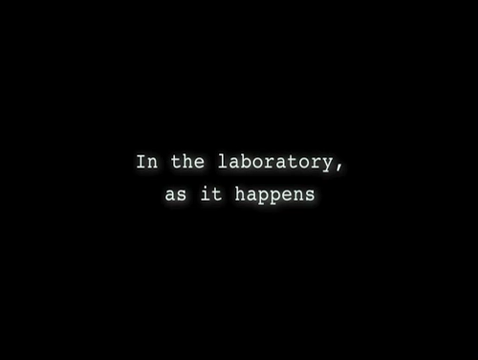 In the laboratory,
as it happens